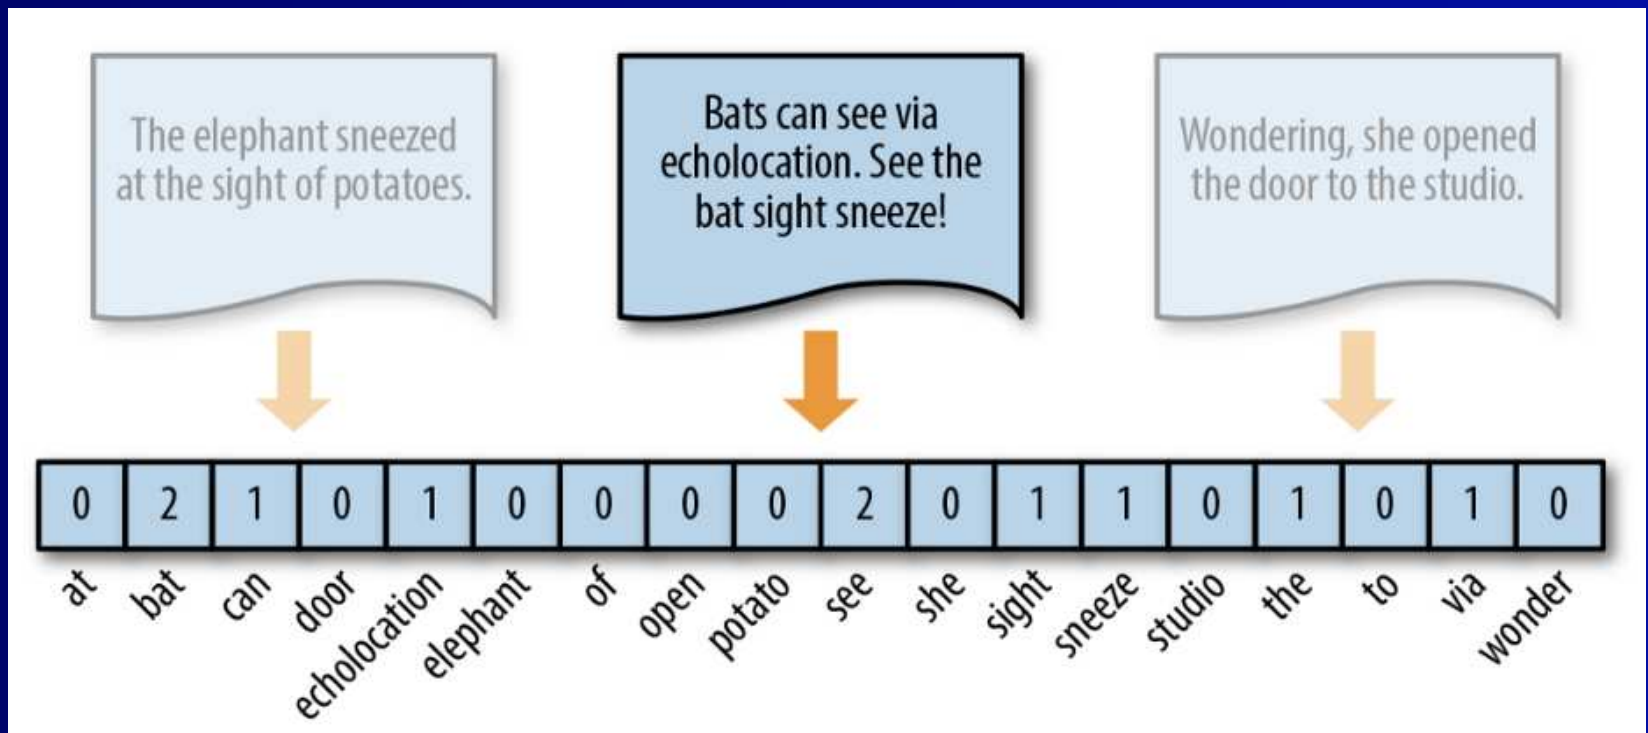 The elephant sneezed
at the sight of potatoes.
Bats can see via
echolocation. See the
bat sight sneeze!
Wondering, she opened
the door to the studio.
0 2 1 0 1 0 0 0 0 2 0 1 1 0 1 0 1 0
at bat can door echolocation elephant of open potato see she sight sneeze studio the to via wonder